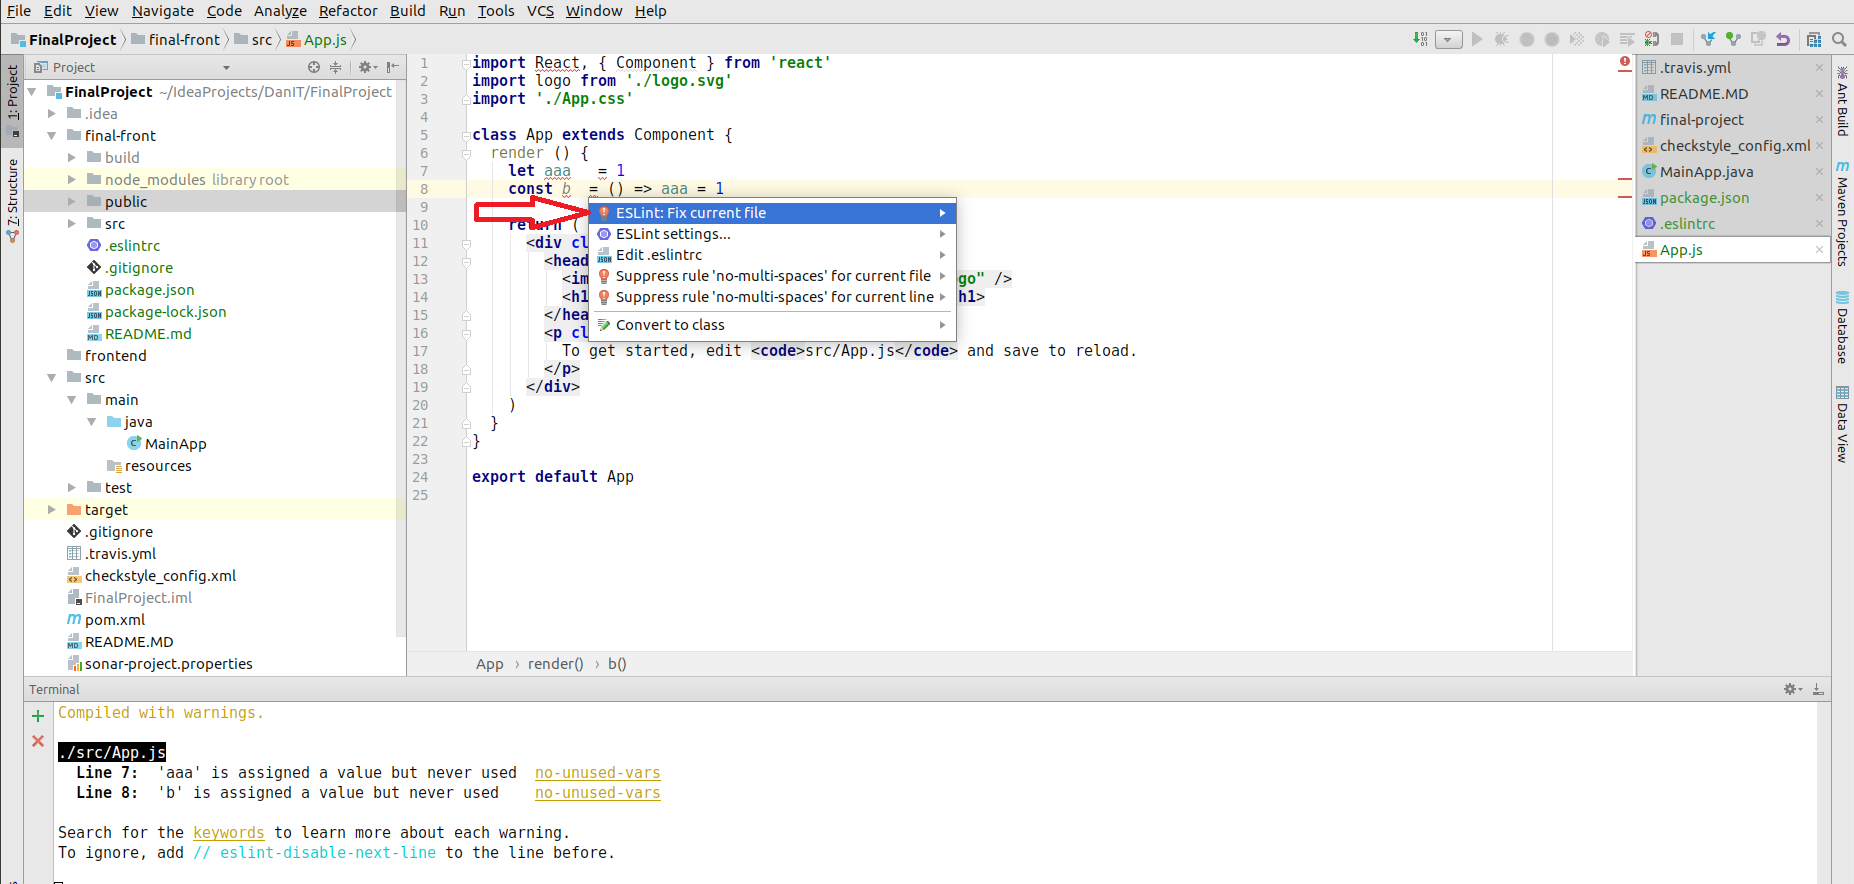 File Edit View Navigate Code Analyze Refactor Build Run Tools VCS Window Help
FinalProject final-front src App.js
1: Project
7: Structure
Project
FinalProject ~/IdeaProjects/DanIT/FinalProject
.idea
final-front
build
node_modules library root
public
src
.eslintrc
.gitignore
package.json
package-lock.json
README.md
frontend
src
main
java
MainApp
resources
test
target
.gitignore
.travis.yml
checkstyle_config.xml
FinalProject.iml
pom.xml
README.MD
sonar-project.properties
1 import React, { Component } from 'react'
2 import logo from './logo.svg'
3 import './App.css'
4
5 class App extends Component {
6 render () {
7 let aaa = 1
8 const b = () => aaa = 1
9
10 return (
11 <div cl
12 <head
13 <im go" />
14 <h1 h1>
15 </hea
16 <p cl
17 To get started, edit <code>src/App.js</code> and save to reload.
18 </p>
19 </div>
20 )
21 }
22 }
23
24 export default App
25
ESLint: Fix current file
ESLint settings...
Edit .eslintrc
Suppress rule 'no-multi-spaces' for current file
Suppress rule 'no-multi-spaces' for current line
Convert to class
App › render() › b()
.travis.yml
README.MD
final-project
checkstyle_config.xml
MainApp.java
package.json
.eslintrc
App.js
Ant Build
Maven Projects
Database
Data View
Terminal
Compiled with warnings.
./src/App.js
Line 7: 'aaa' is assigned a value but never used no-unused-vars
Line 8: 'b' is assigned a value but never used no-unused-vars
Search for the keywords to learn more about each warning.
To ignore, add // eslint-disable-next-line to the line before.